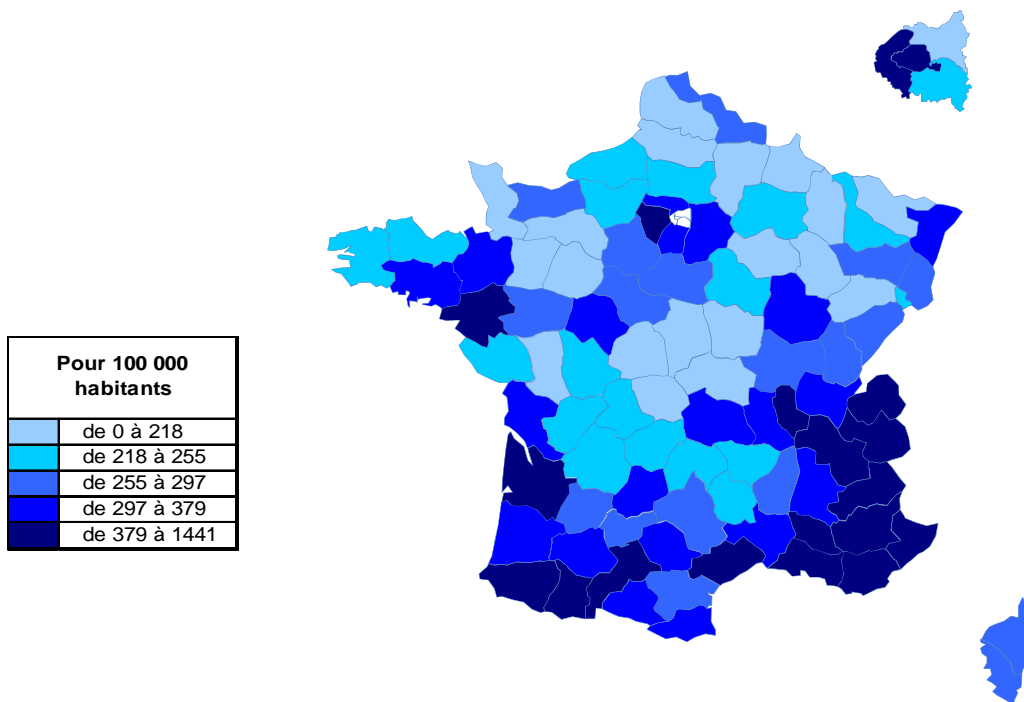 Pour 100 000
habitants
de 0 à 218
de 218 à 255
de 255 à 297
de 297 à 379
de 379 à 1441